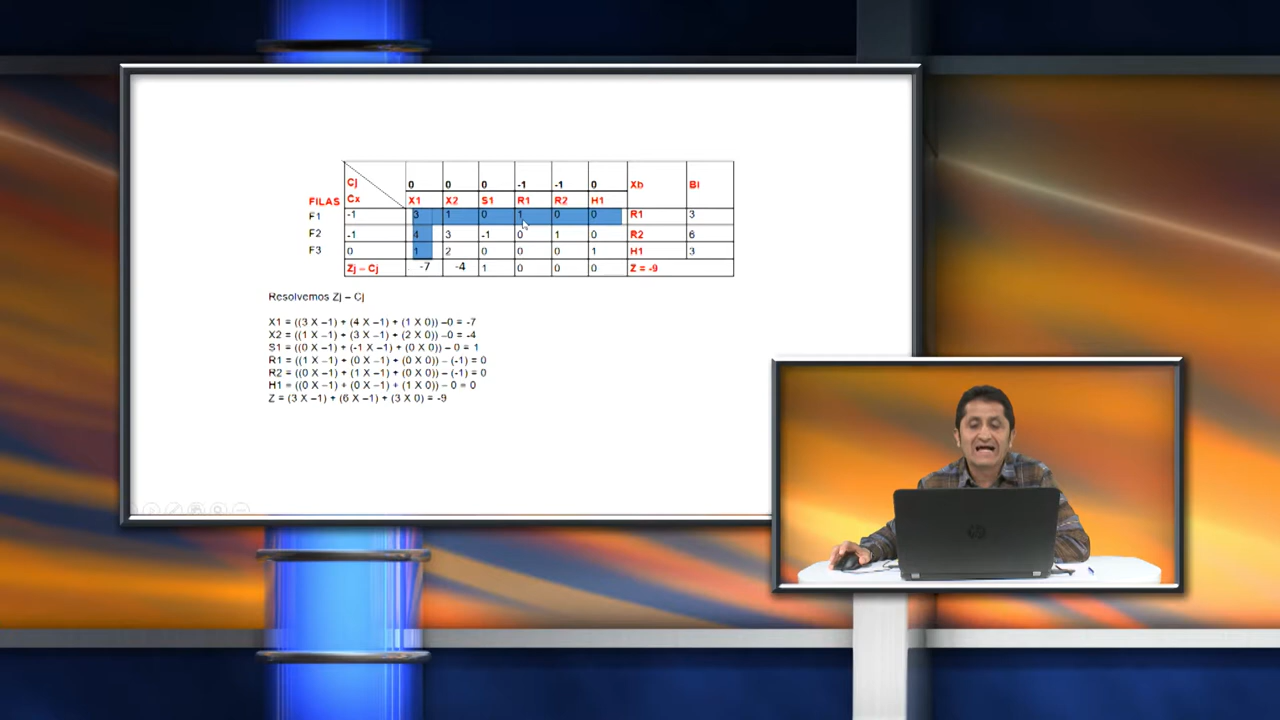 Cj 0 0 0 -1 -1 0 Xb BI
FILAS Cx X1 X2 S1 R1 R2 H1
F1 -1 3 1 0 1 0 0 R1 3
F2 -1 4 3 -1 0 1 0 R2 6
F3 0 1 2 0 0 0 1 H1 3
Zj – Cj -7 -4 1 0 0 0 Z = -9
Resolvemos Zj – Cj
X1 = ((3 X –1) + (4 X –1) + (1 X 0)) –0 = -7
X2 = ((1 X –1) + (3 X –1) + (2 X 0)) –0 = -4
S1 = ((0 X –1) + (-1 X –1) + (0 X 0)) – 0 = 1
R1 = ((1 X –1) + (0 X –1) + (0 X 0)) – (-1) = 0
R2 = ((0 X –1) + (1 X –1) + (0 X 0)) – (-1) = 0
H1 = ((0 X –1) + (0 X –1) + (1 X 0)) – 0 = 0
Z = (3 X –1) + (6 X –1) + (3 X 0) = -9
hp